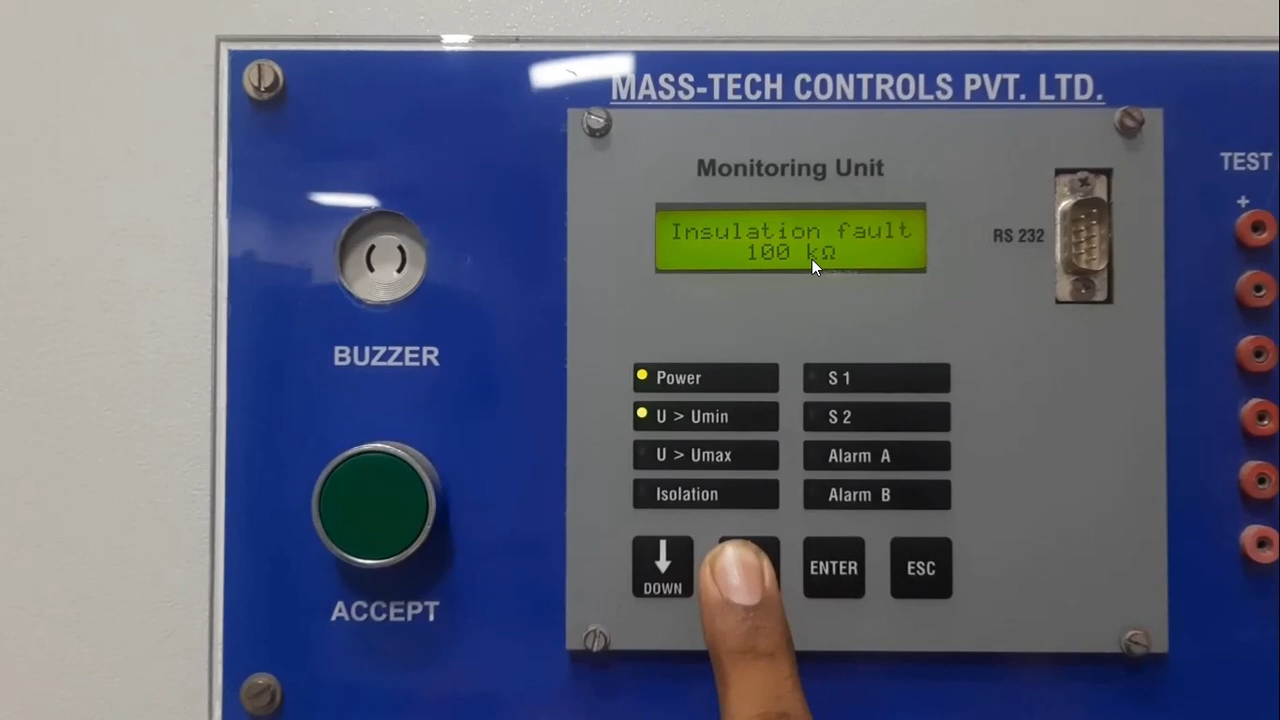 MASS-TECH CONTROLS PVT. LTD.
Monitoring Unit
TEST
+
Insulation fault
100 kΩ
RS 232
BUZZER
Power
S 1
U > Umin
S 2
U > Umax
Alarm A
Isolation
Alarm B
DOWN
ENTER
ESC
ACCEPT